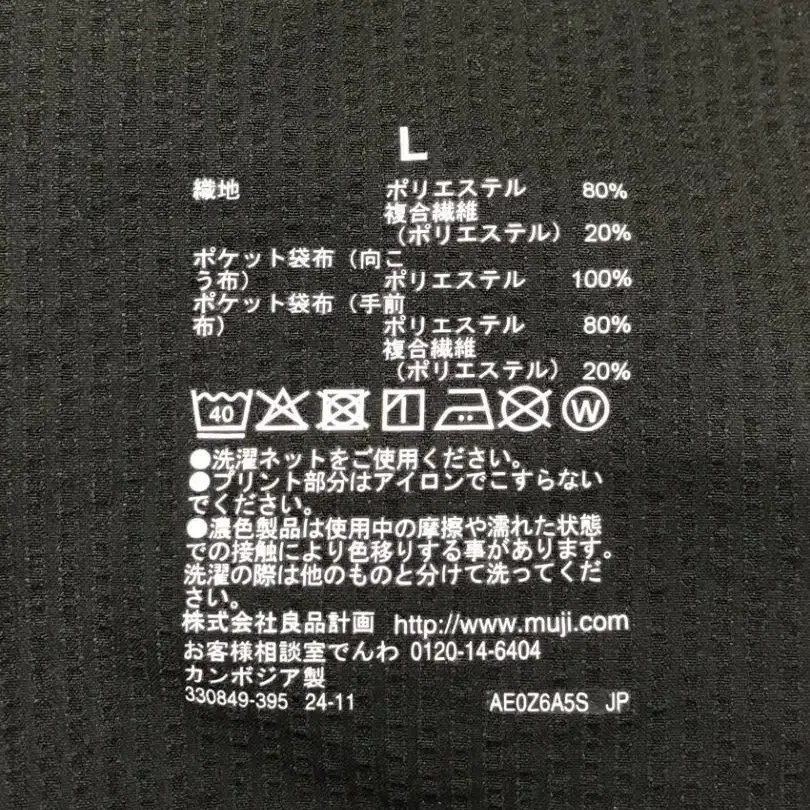 L
織地 ポリエステル 80%
複合繊維
（ポリエステル） 20%
ポケット袋布（向こ
う布） ポリエステル 100%
ポケット袋布（手前
布） ポリエステル 80%
複合繊維
（ポリエステル） 20%
40 W
●洗濯ネットをご使用ください。
●プリント部分はアイロンでこすらない
でください。
●濃色製品は使用中の摩擦や濡れた状態
での接触により色移りする事があります。
洗濯の際は他のものと分けて洗ってくだ
さい。
株式会社良品計画 http://www.muji.com
お客様相談室でんわ 0120-14-6404
カンボジア製
330849-395 24-11 AE0Z6A5S JP